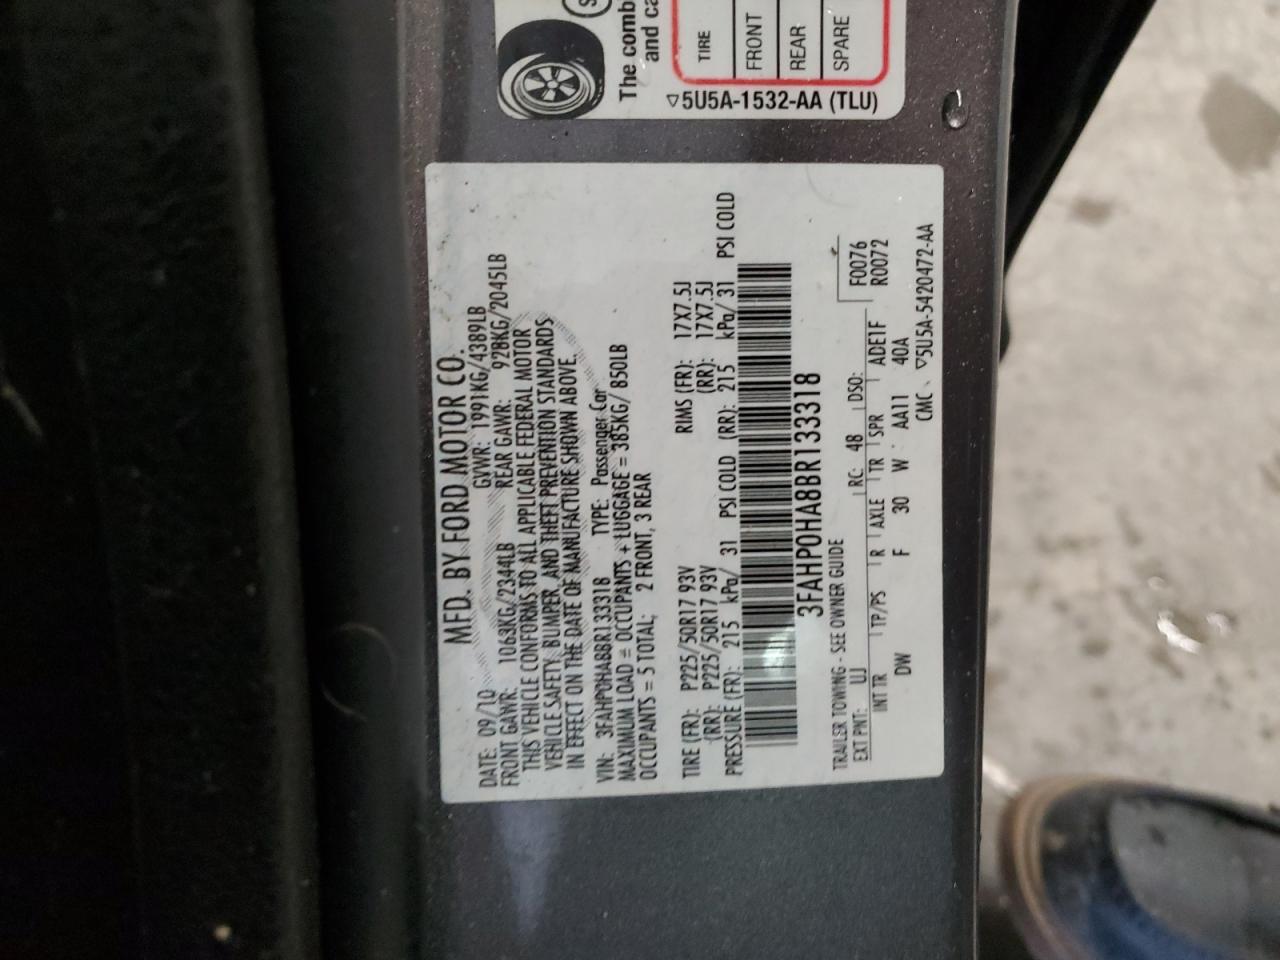 The comb
and ca
TIRE
FRONT
REAR
SPARE
5U5A-1532-AA (TLU)
MFD. BY FORD MOTOR CO.
DATE: 09/10 GVWR: 1991KG/4389LB
FRONT GAWR: 1063KG/2344LB REAR GAWR: 928KG/2045LB
THIS VEHICLE CONFORMS TO ALL APPLICABLE FEDERAL MOTOR
VEHICLE SAFETY, BUMPER, AND THEFT PREVENTION STANDARDS
IN EFFECT ON THE DATE OF MANUFACTURE SHOWN ABOVE.
VIN: 3FAHP0HA8BR133318 TYPE: Passenger Car
MAXIMUM LOAD = OCCUPANTS + LUGGAGE = 385KG/ 850LB
OCCUPANTS = 5 TOTAL: 2 FRONT, 3 REAR
TIRE (FR): P225/50R17 93V RIMS (FR): 17X7.5J
(RR): P225/50R17 93V (RR): 17X7.5J
PRESSURE (FR): 215 kPa/ 31 PSI COLD (RR): 215 kPa/ 31 PSI COLD
3FAHP0HA8BR133318
TRAILER TOWING - SEE OWNER GUIDE
EXT PNT: UJ RC: 48 DSO: F0076
INT TR TP/PS R AXLE TR SPR ADE1F R0072
DW F 30 W AA11 40A
CMC 5U5A-5420472-AA